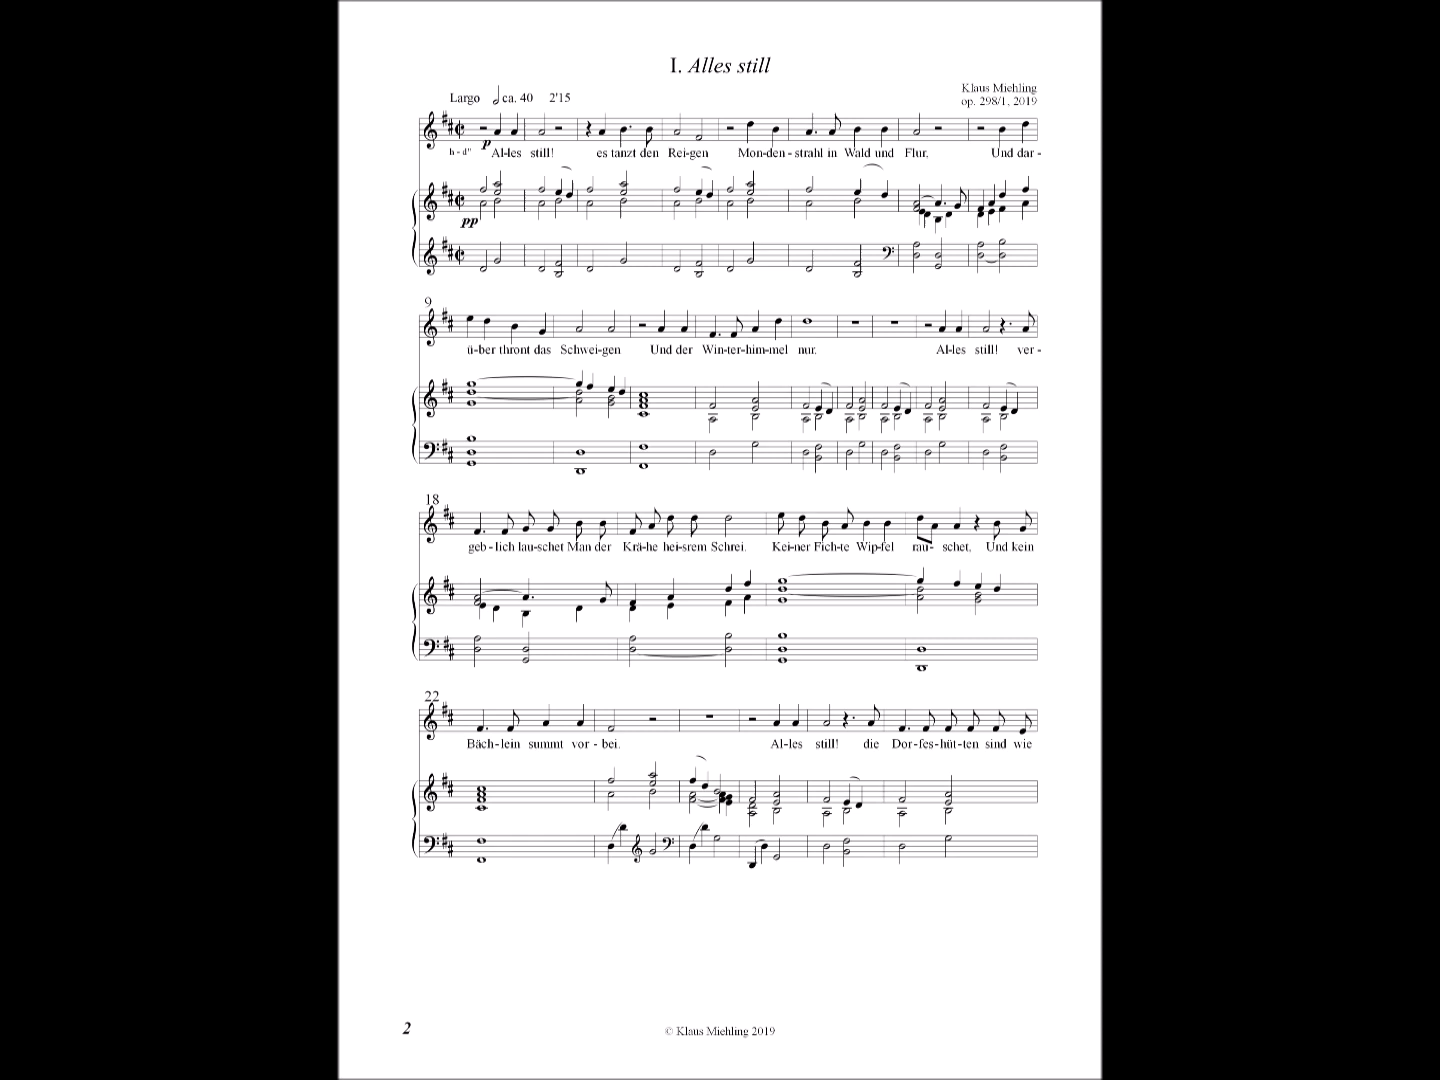 I. Alles still
Klaus Miehling
Largo ca. 40 2'15
op. 298/1, 2019
p
h - d"
Al-les still! es tanzt den Rei-gen Mon-den-strahl in Wald und Flur, Und dar-
pp
9
ü-ber thront das Schwei-gen Und der Win-ter-him-mel nur. Al-les still! ver-
18
geb-lich lau-schet Man der Krä-he hei-srem Schrei. Kei-ner Fich-te Wip-fel rau- schet, Und kein
22
Bäch-lein summt vor-bei. Al-les still! die Dor-fes-hüt-ten sind wie
2
© Klaus Miehling 2019